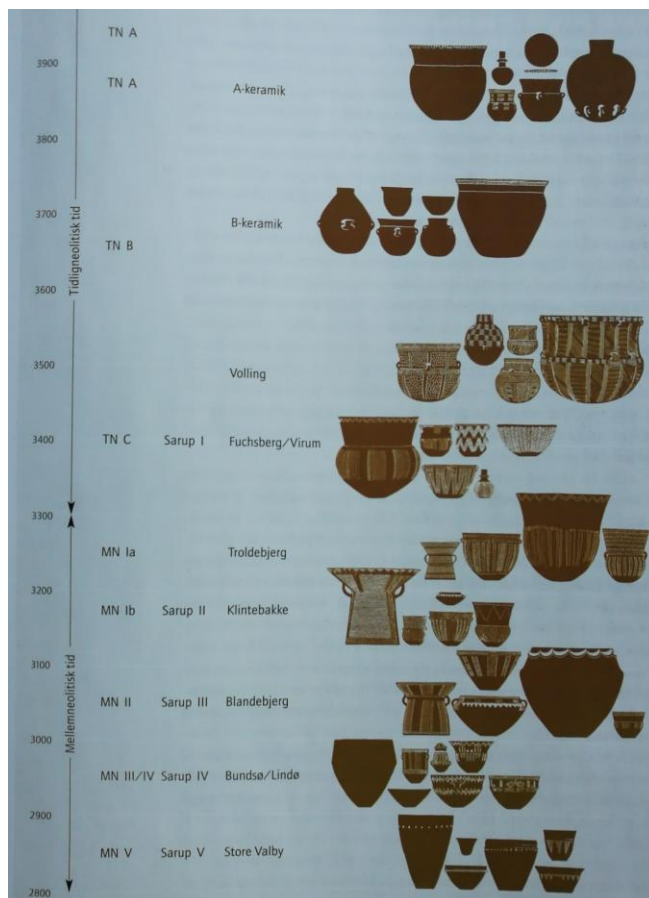 TN A
3900
TN A
A-keramik
3800
3700
B-keramik
TN B
3600
Tidligneolitisk tid
3500
Volling
3400
TN C Sarup I Fuchsberg/Virum
3300
MN Ia Troldebjerg
3200
MN Ib Sarup II Klintebakke
3100
Mellemneolitisk tid
MN II Sarup III Blandebjerg
3000
MN III/IV Sarup IV Bundsø/Lindø
2900
MN V Sarup V Store Valby
2800